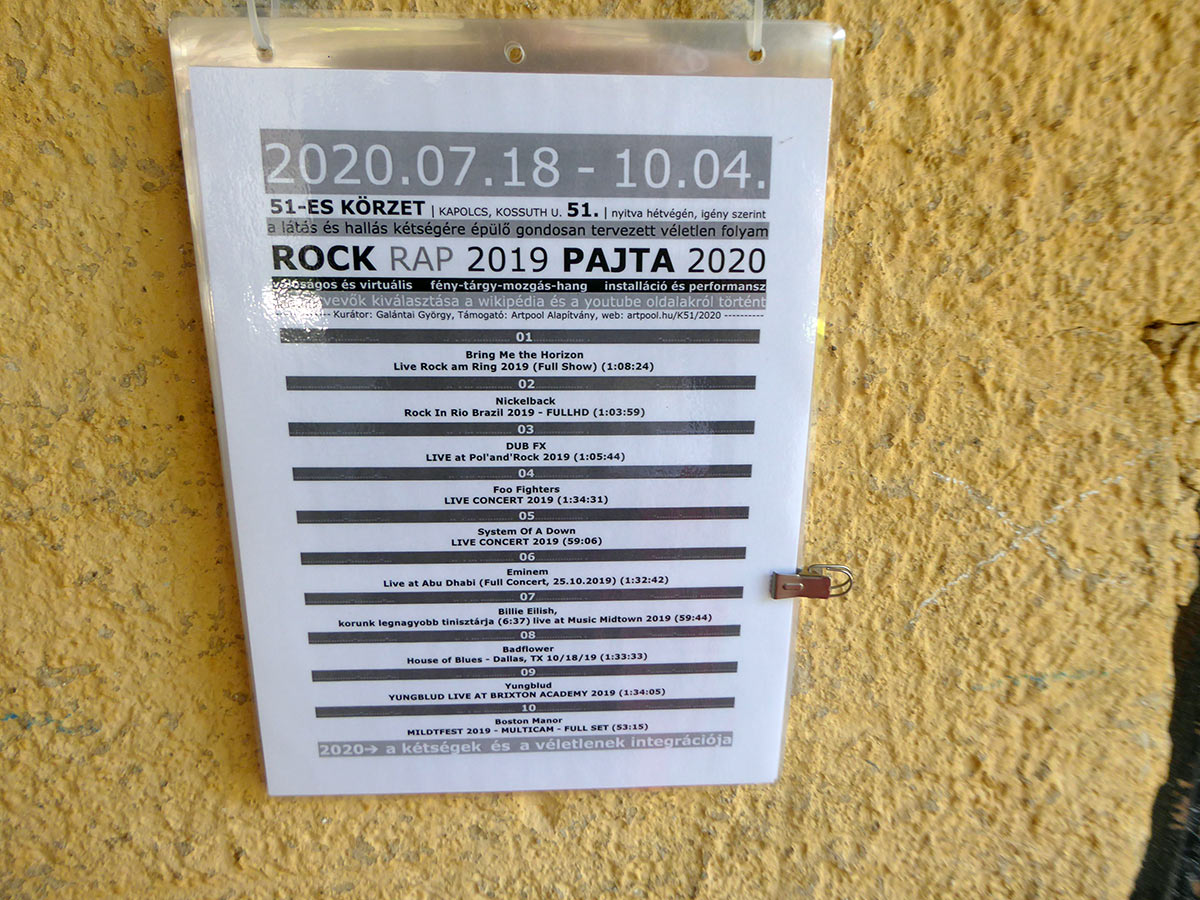 2020.07.18 - 10.04.
51-ES KÖRZET | KAPOLCS, KOSSUTH U. 51. | nyitva hétvégén, igény szerint
a látás és hallás kétségére épülő gondosan tervezett véletlen folyam
ROCK RAP 2019 PAJTA 2020
valóságos és virtuális fény-tárgy-mozgás-hang installáció és performansz
kiválasztása a wikipédia és a youtube oldalakról történt
---- Kurátor: Galántai György, Támogató: Artpool Alapítvány, web: artpool.hu/K51/2020 ----------
01
Bring Me the Horizon
Live Rock am Ring 2019 (Full Show) (1:08:24)
02
Nickelback
Rock In Rio Brazil 2019 - FULLHD (1:03:59)
03
DUB FX
LIVE at Pol'and'Rock 2019 (1:05:44)
04
Foo Fighters
LIVE CONCERT 2019 (1:34:31)
05
System Of A Down
LIVE CONCERT 2019 (59:06)
06
Eminem
Live at Abu Dhabi (Full Concert, 25.10.2019) (1:32:42)
07
Billie Eilish,
korunk legnagyobb tinisztárja (6:37) live at Music Midtown 2019 (59:44)
08
Badflower
House of Blues - Dallas, TX 10/18/19 (1:33:33)
09
Yungblud
YUNGBLUD LIVE AT BRIXTON ACADEMY 2019 (1:34:05)
10
Boston Manor
MILDTFEST 2019 - MULTICAM - FULL SET (53:15)
2020→ a kétségek és a véletlenek integrációja